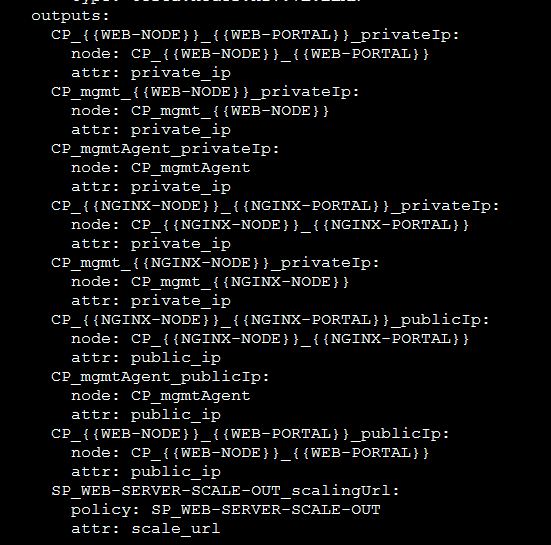 outputs:
CP_{{WEB-NODE}}_{{WEB-PORTAL}}_privateIp:
node: CP_{{WEB-NODE}}_{{WEB-PORTAL}}
attr: private_ip
CP_mgmt_{{WEB-NODE}}_privateIp:
node: CP_mgmt_{{WEB-NODE}}
attr: private_ip
CP_mgmtAgent_privateIp:
node: CP_mgmtAgent
attr: private_ip
CP_{{NGINX-NODE}}_{{NGINX-PORTAL}}_privateIp:
node: CP_{{NGINX-NODE}}_{{NGINX-PORTAL}}
attr: private_ip
CP_mgmt_{{NGINX-NODE}}_privateIp:
node: CP_mgmt_{{NGINX-NODE}}
attr: private_ip
CP_{{NGINX-NODE}}_{{NGINX-PORTAL}}_publicIp:
node: CP_{{NGINX-NODE}}_{{NGINX-PORTAL}}
attr: public_ip
CP_mgmtAgent_publicIp:
node: CP_mgmtAgent
attr: public_ip
CP_{{WEB-NODE}}_{{WEB-PORTAL}}_publicIp:
node: CP_{{WEB-NODE}}_{{WEB-PORTAL}}
attr: public_ip
SP_WEB-SERVER-SCALE-OUT_scalingUrl:
policy: SP_WEB-SERVER-SCALE-OUT
attr: scale_url